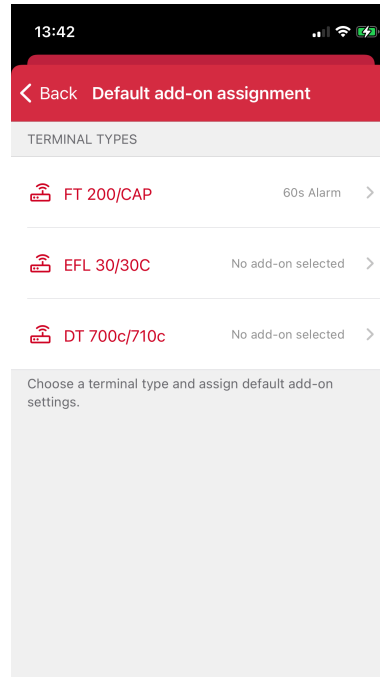 13:42
Back Default add-on assignment
TERMINAL TYPES
FT 200/CAP 60s Alarm
EFL 30/30C No add-on selected
DT 700c/710c No add-on selected
Choose a terminal type and assign default add-on
settings.